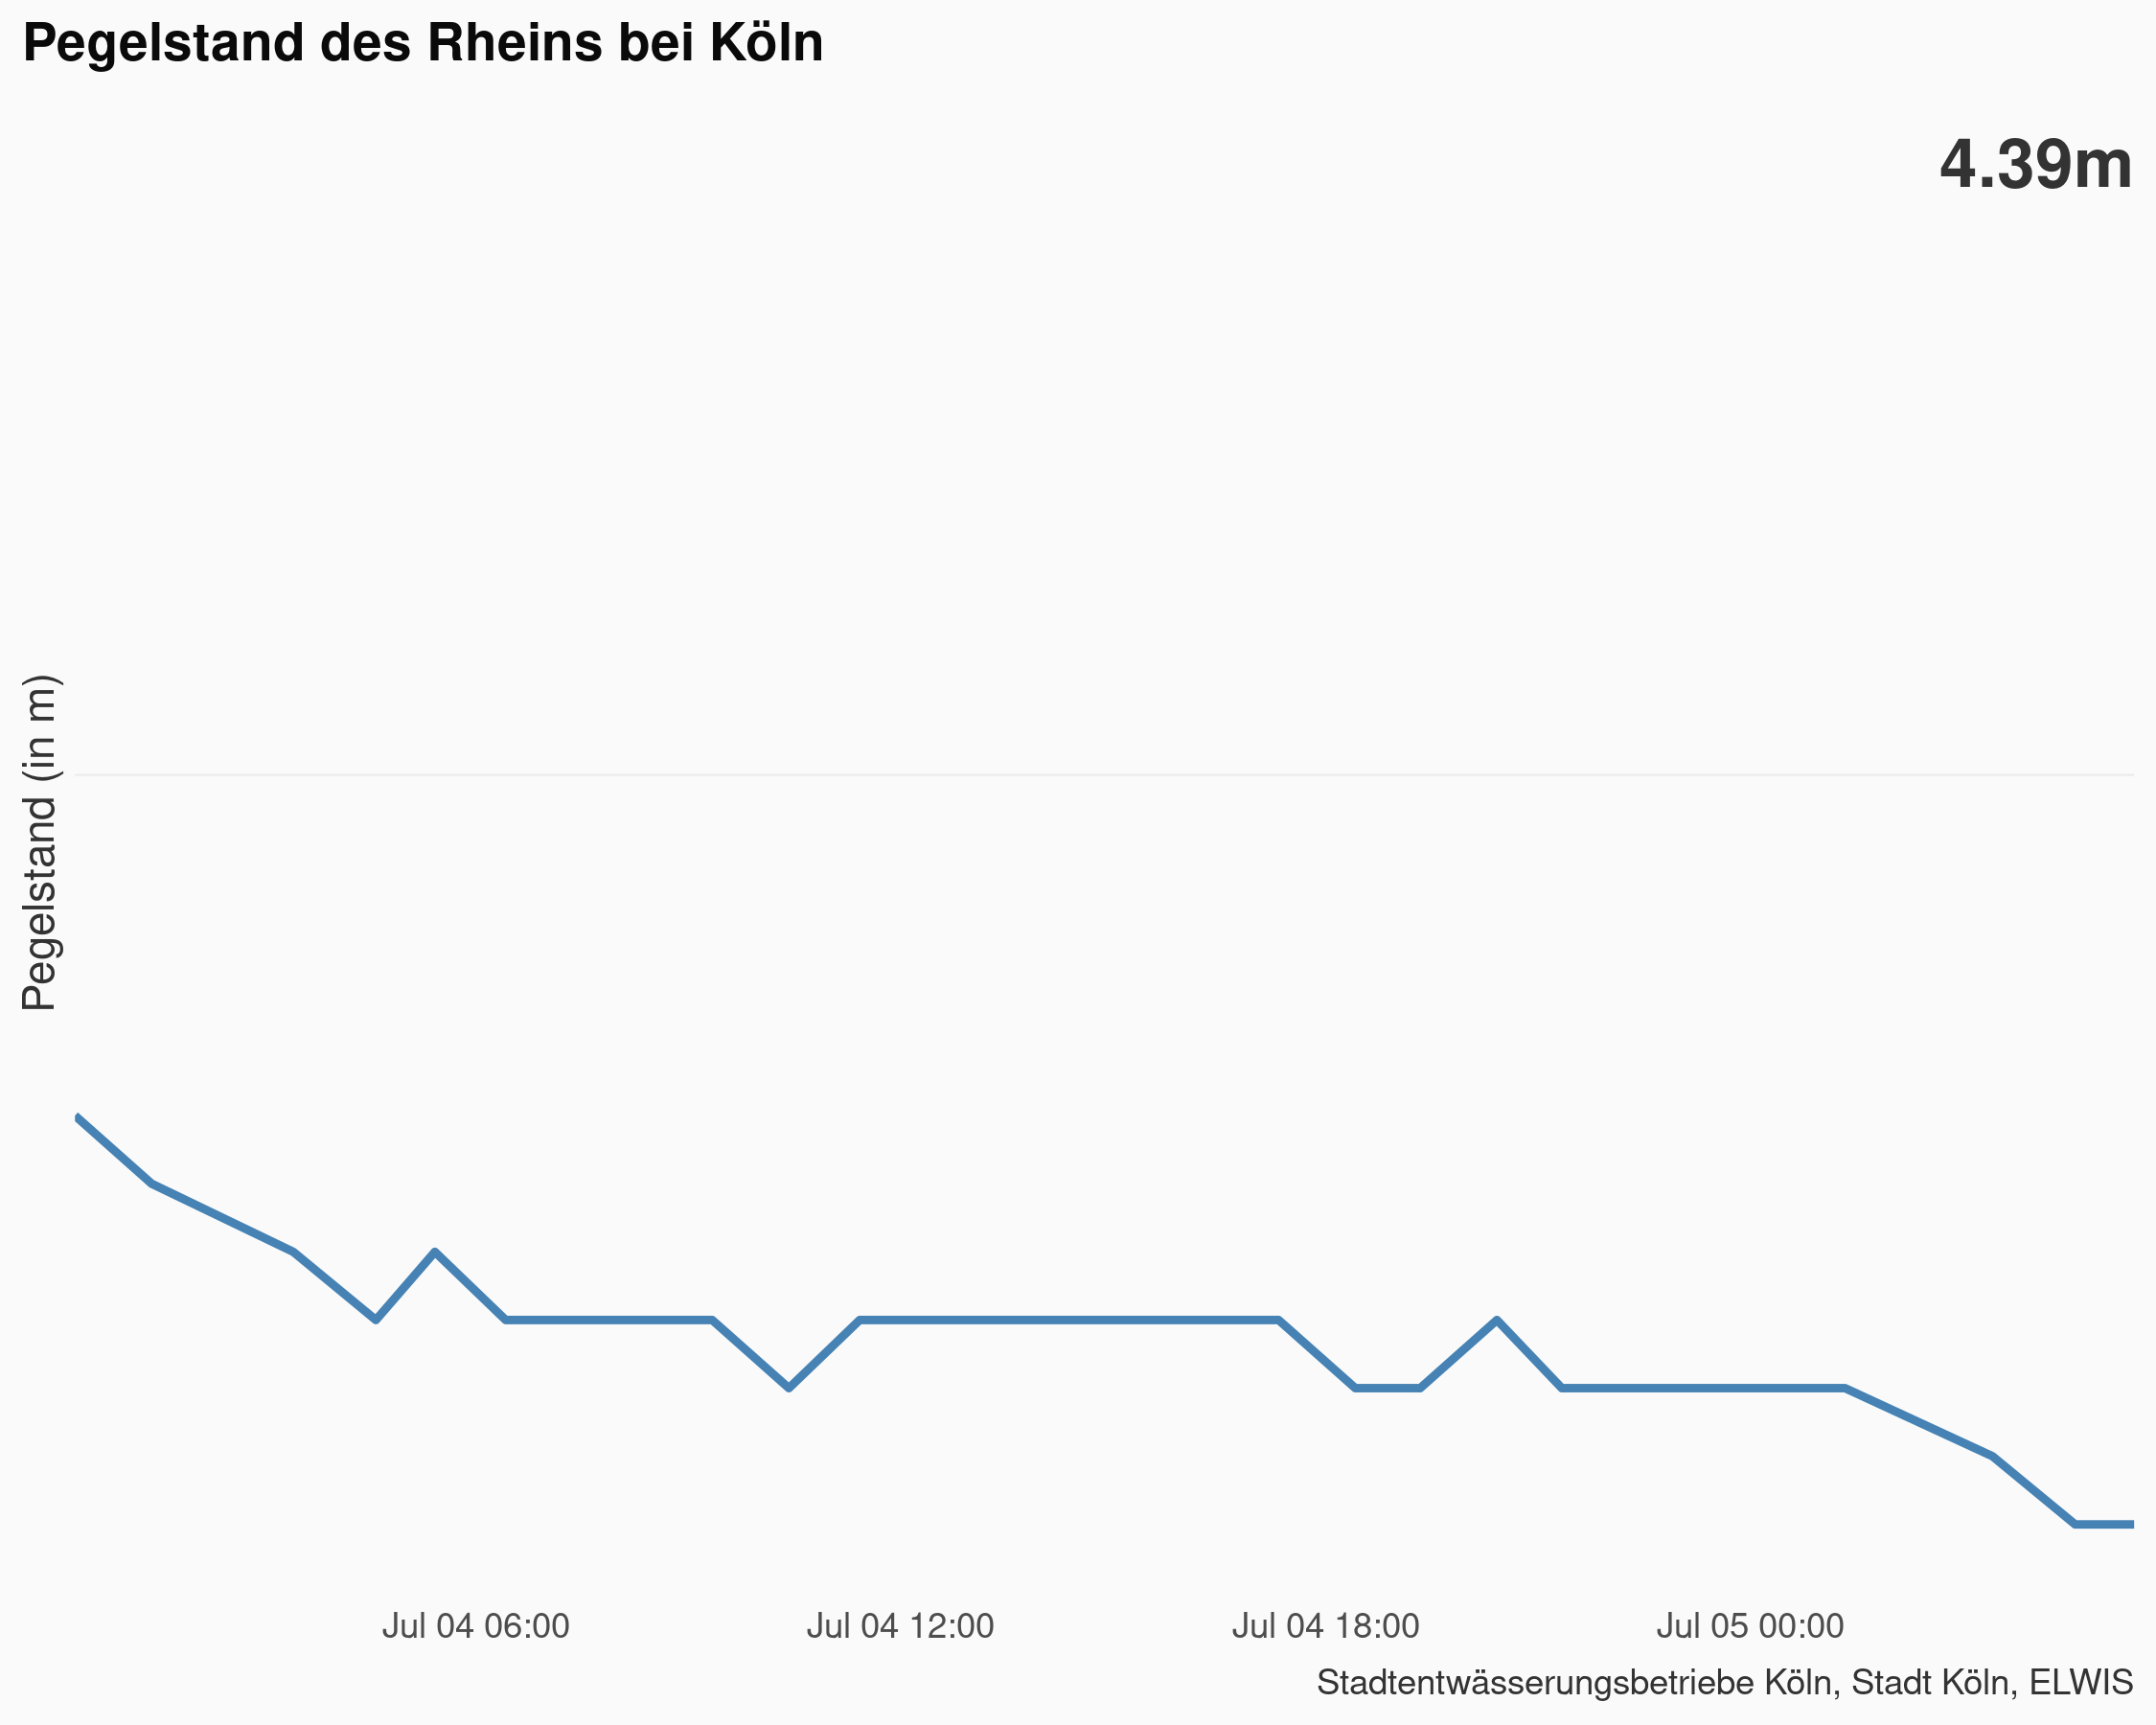 Pegelstand des Rheins bei Köln
4.39m
Pegelstand (in m)
Jul 04 06:00
Jul 04 12:00
Jul 04 18:00
Jul 05 00:00
Stadtentwässerungsbetriebe Köln, Stadt Köln, ELWIS